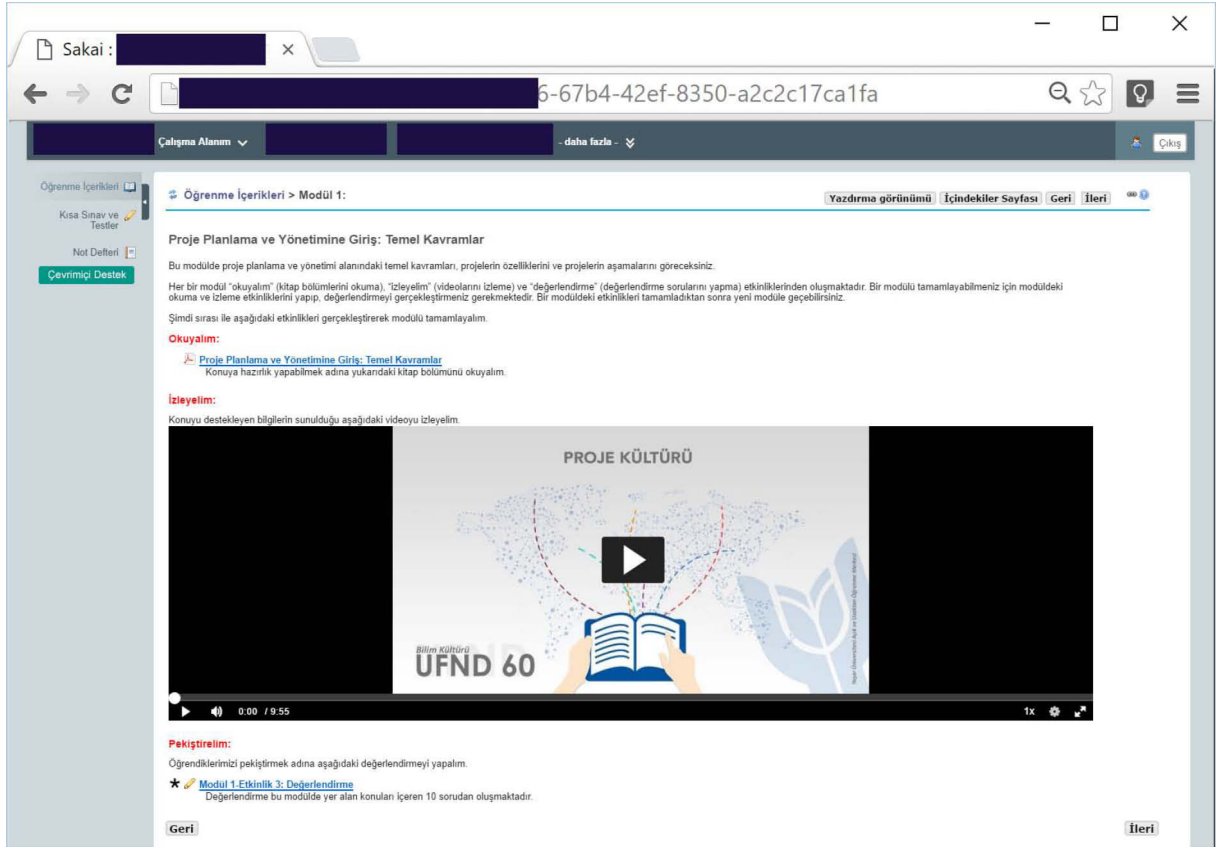 Sakai :
6-67b4-42ef-8350-a2c2c17ca1fa
Çalışma Alanım
- daha fazla -
Çıkış
Öğrenme İçerikleri
Kısa Sınav ve
Testler
Not Defteri
Çevrimiçi Destek
Öğrenme İçerikleri > Modül 1:
Yazdırma görünümü İçindekiler Sayfası Geri İleri
Proje Planlama ve Yönetimine Giriş: Temel Kavramlar
Bu modülde proje planlama ve yönetimi alanındaki temel kavramları, projelerin özelliklerini ve projelerin aşamalarını göreceksiniz.
Her bir modül "okuyalım" (kitap bölümlerini okuma), "izleyelim" (videolarını izleme) ve "değerlendirme" (değerlendirme sorularını yapma) etkinliklerinden oluşmaktadır. Bir modülü tamamlayabilmeniz için modüldeki
okuma ve izleme etkinliklerini yapıp, değerlendirmeyi gerçekleştirmeniz gerekmektedir. Bir modüldeki etkinlikleri tamamladıktan sonra yeni modüle geçebilirsiniz.
Şimdi sırası ile aşağıdaki etkinlikleri gerçekleştirerek modülü tamamlayalım.
Okuyalım:
Proje Planlama ve Yönetimine Giriş: Temel Kavramlar
Konuya hazırlık yapabilmek adına yukarıdaki kitap bölümünü okuyalım.
İzleyelim:
Konuyu destekleyen bilgilerin sunulduğu aşağıdaki videoyu izleyelim.
PROJE KÜLTÜRÜ
Bilim Kültürü
UFND 60
0:00 / 9:55
1x
Pekiştirelim:
Öğrendiklerimizi pekiştirmek adına aşağıdaki değerlendirmeyi yapalım.
* Modül 1-Etkinlik 3: Değerlendirme
Değerlendirme bu modülde yer alan konuları içeren 10 sorudan oluşmaktadır.
Geri
İleri